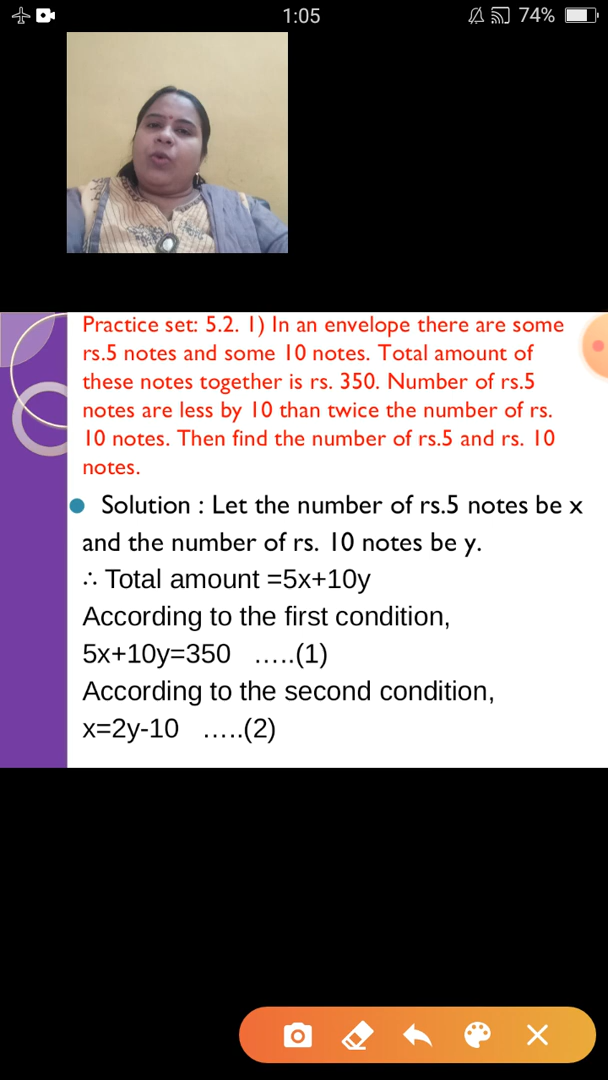 1:05
74%
Practice set: 5.2. 1) In an envelope there are some
rs.5 notes and some 10 notes. Total amount of
these notes together is rs. 350. Number of rs.5
notes are less by 10 than twice the number of rs.
10 notes. Then find the number of rs.5 and rs. 10
notes.
Solution : Let the number of rs.5 notes be x
and the number of rs. 10 notes be y.
∴ Total amount =5x+10y
According to the first condition,
5x+10y=350 …..(1)
According to the second condition,
x=2y-10 …..(2)